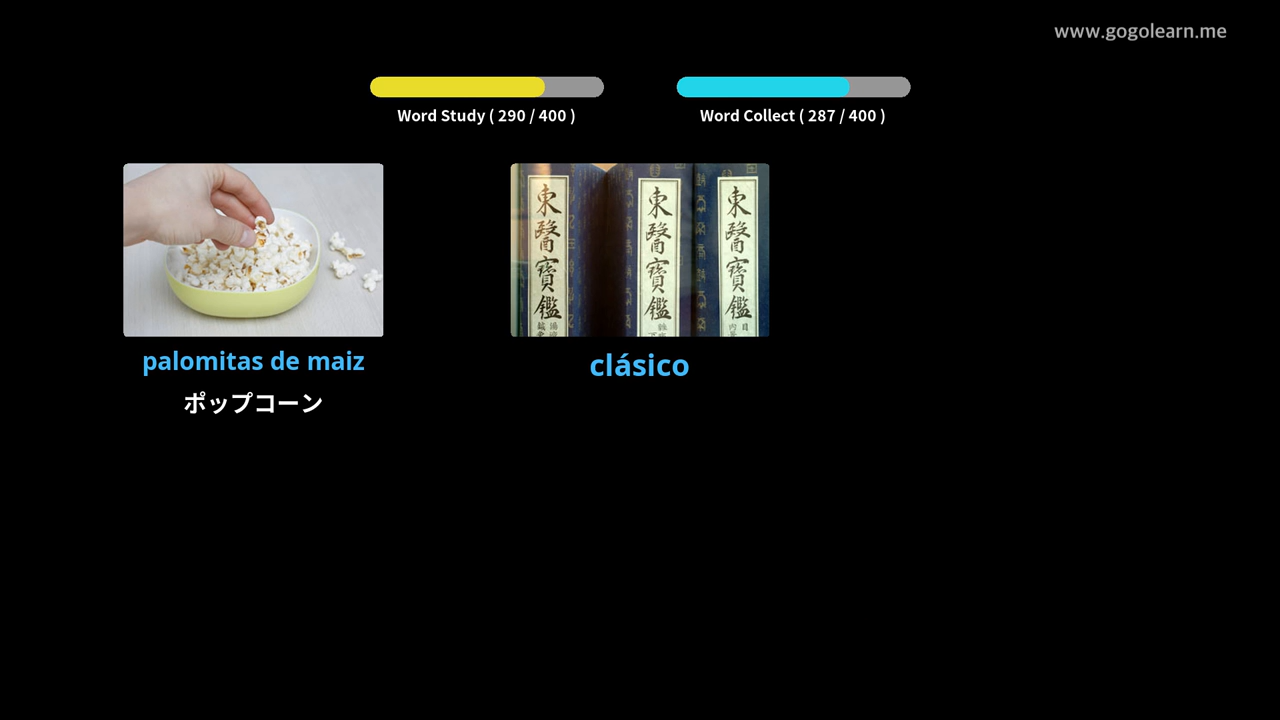 www.gogolearn.me
Word Study ( 290 / 400 )
Word Collect ( 287 / 400 )
東醫寶鑑
東醫寶鑑
東醫寶鑑
palomitas de maiz
clásico
ポップコーン